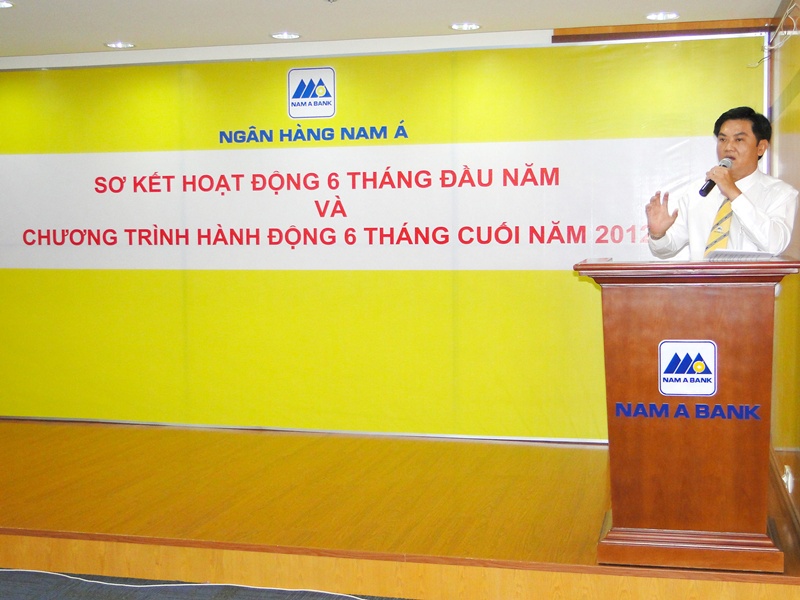 NAM A BANK
NGÂN HÀNG NAM Á
SƠ KẾT HOẠT ĐỘNG 6 THÁNG ĐẦU NĂM
VÀ
CHƯƠNG TRÌNH HÀNH ĐỘNG 6 THÁNG CUỐI NĂM 2012
NAM A BANK
NAM A BANK